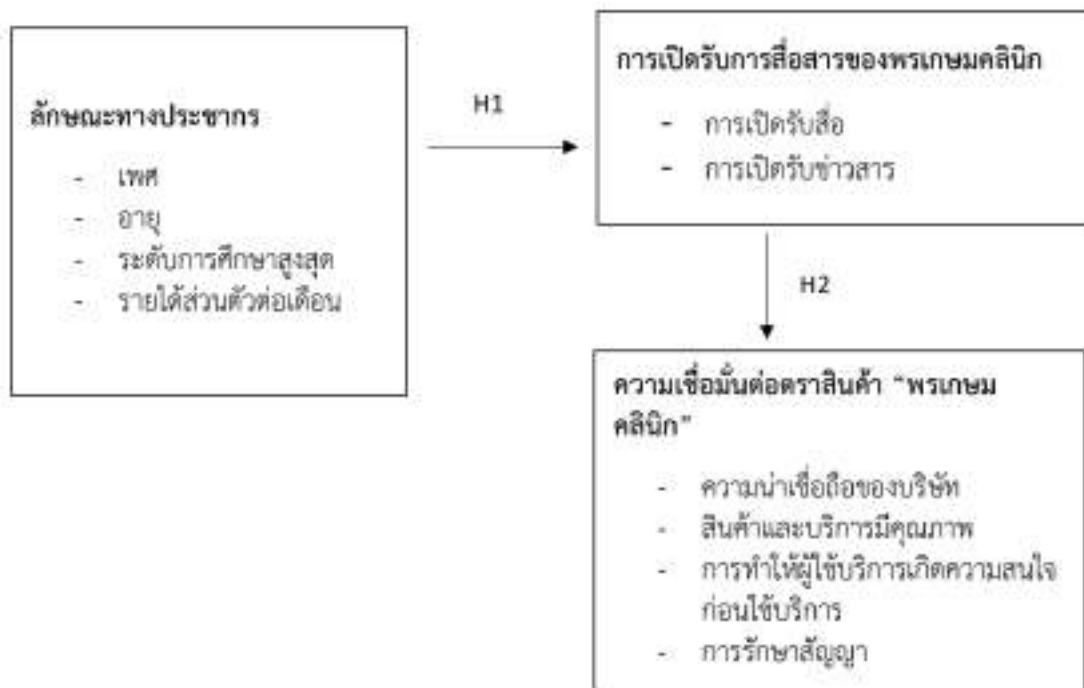 ลักษณะทางประชากร
- เพศ
- อายุ
- ระดับการศึกษาสูงสุด
- รายได้ส่วนตัวต่อเดือน
H1
การเปิดรับการสื่อสารของพรเกษมคลินิก
- การเปิดรับสื่อ
- การเปิดรับข่าวสาร
H2
ความเชื่อมั่นต่อตราสินค้า "พรเกษม
คลินิก"
- ความน่าเชื่อถือของบริษัท
- สินค้าและบริการมีคุณภาพ
- การทำให้ผู้ใช้บริการเกิดความสนใจ
ก่อนใช้บริการ
- การรักษาสัญญา